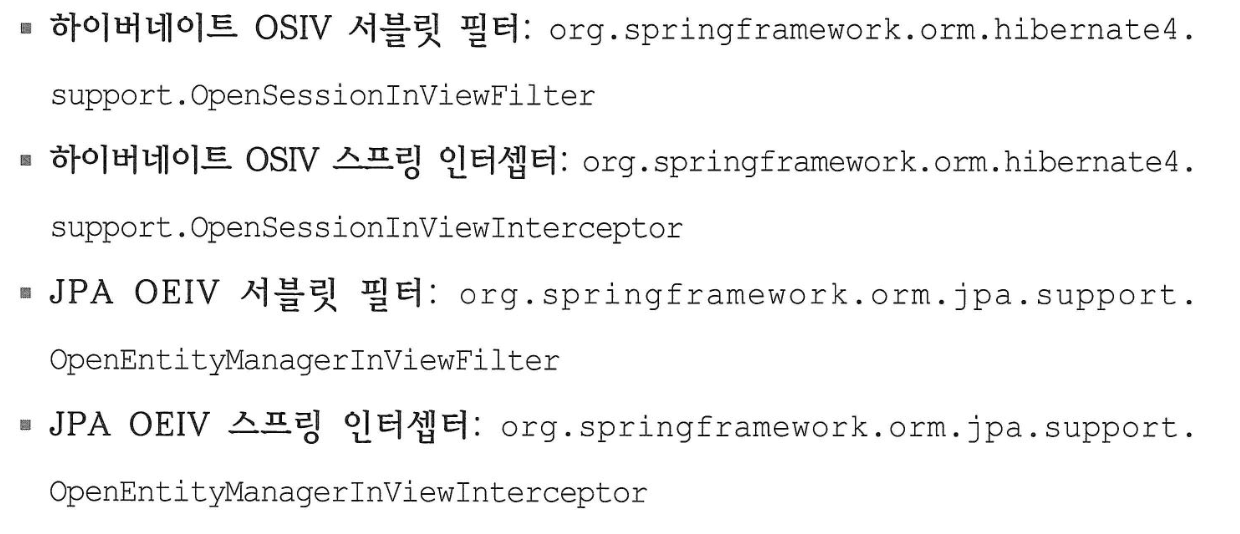 ▪ 하이버네이트 OSIV 서블릿 필터: org.springframework.orm.hibernate4.
support.OpenSessionInViewFilter
▪ 하이버네이트 OSIV 스프링 인터셉터: org.springframework.orm.hibernate4.
support.OpenSessionInViewInterceptor
▪ JPA OEIV 서블릿 필터: org.springframework.orm.jpa.support.
OpenEntityManagerInViewFilter
▪ JPA OEIV 스프링 인터셉터: org.springframework.orm.jpa.support.
OpenEntityManagerInViewInterceptor